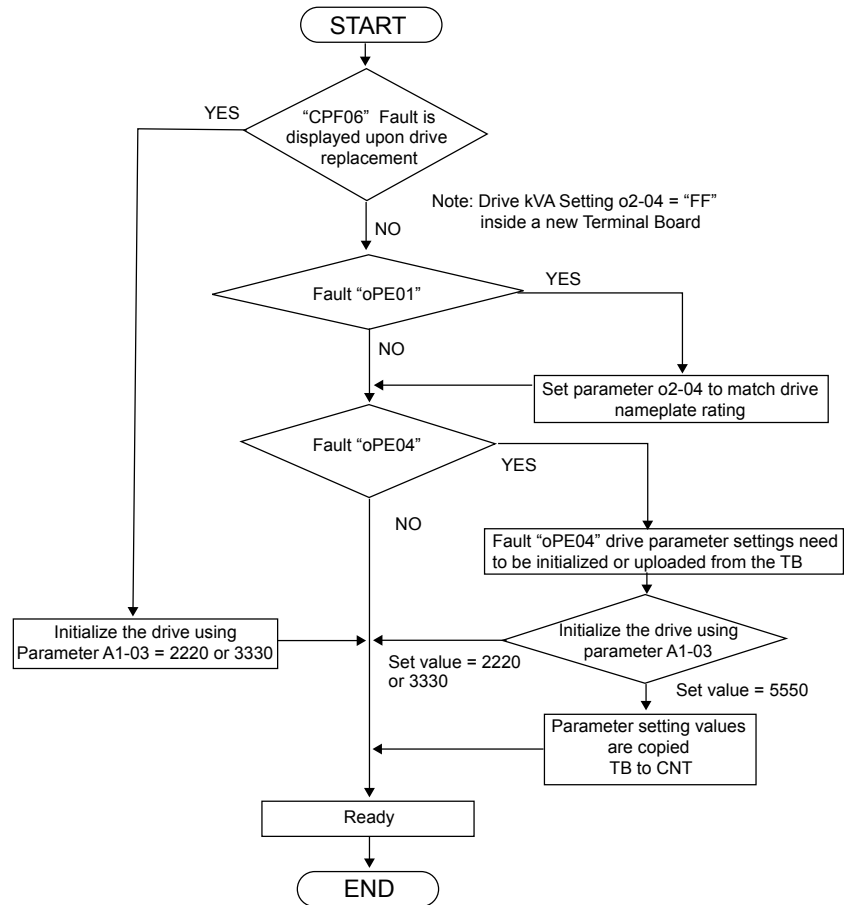 START
YES
“CPF06” Fault is
displayed upon drive
replacement
Note: Drive kVA Setting o2-04 = “FF”
inside a new Terminal Board
NO
Fault “oPE01”
YES
NO
Set parameter o2-04 to match drive
nameplate rating
Fault “oPE04”
YES
NO
Fault “oPE04” drive parameter settings need
to be initialized or uploaded from the TB
Initialize the drive using
Parameter A1-03 = 2220 or 3330
Initialize the drive using
parameter A1-03
Set value = 2220
or 3330
Set value = 5550
Parameter setting values
are copied
TB to CNT
Ready
END